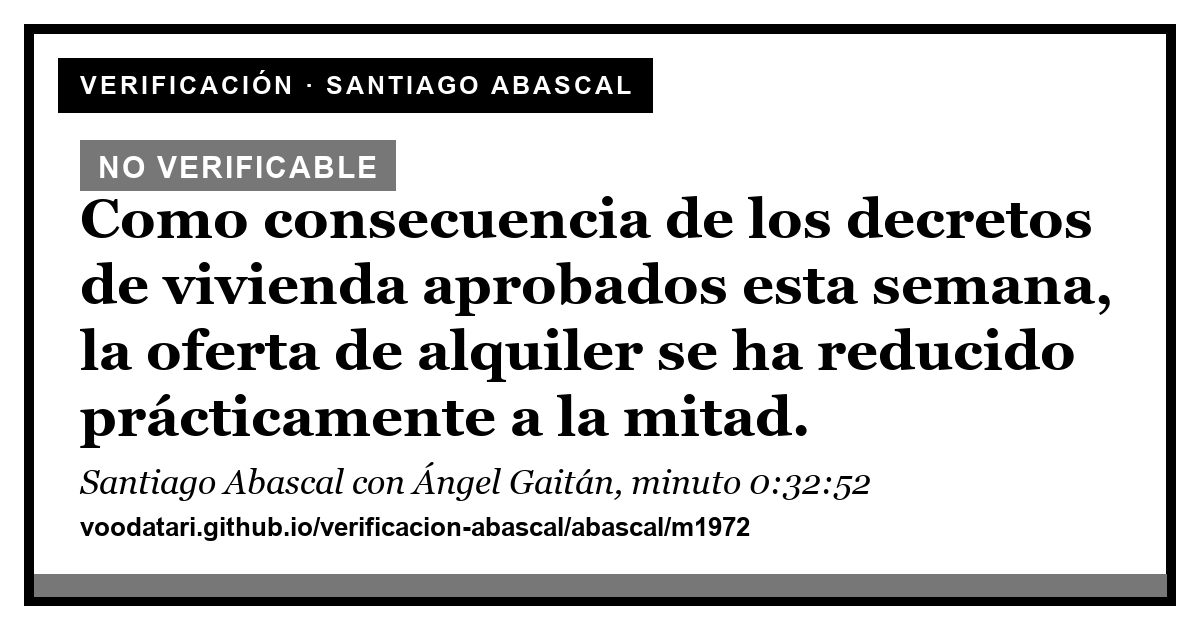 VERIFICACIÓN · SANTIAGO ABASCAL
NO VERIFICABLE
Como consecuencia de los decretos
de vivienda aprobados esta semana,
la oferta de alquiler se ha reducido
prácticamente a la mitad.
Santiago Abascal con Ángel Gaitán, minuto 0:32:52
voodatari.github.io/verificacion-abascal/abascal/m1972